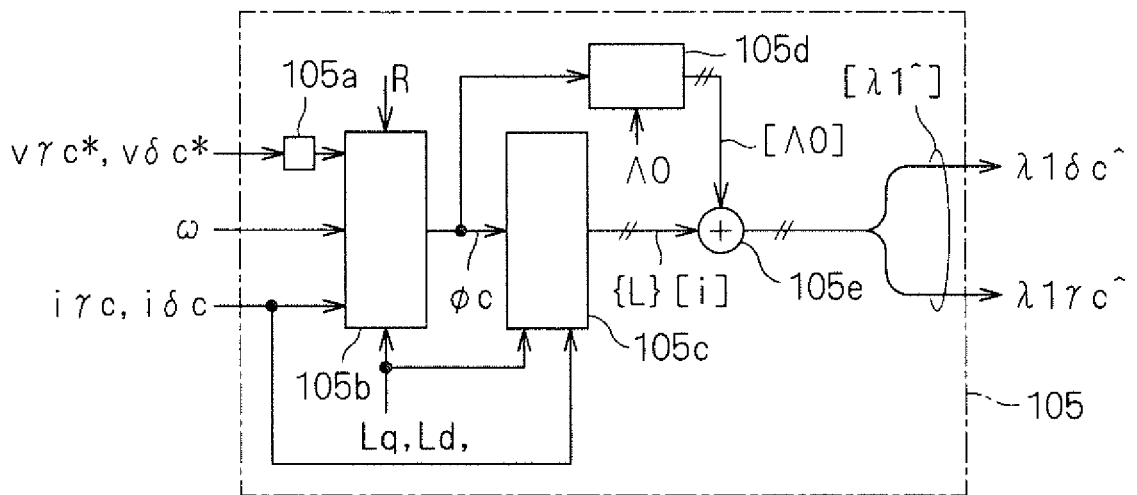 105d
105a
R
[λ1^]
vγc*, vδc*
Λ0
[Λ0]
λ1δc^
ω
+
iγc, iδc
φc
{L}[i]
105e
λ1γc^
105b
105c
105
Lq, Ld,